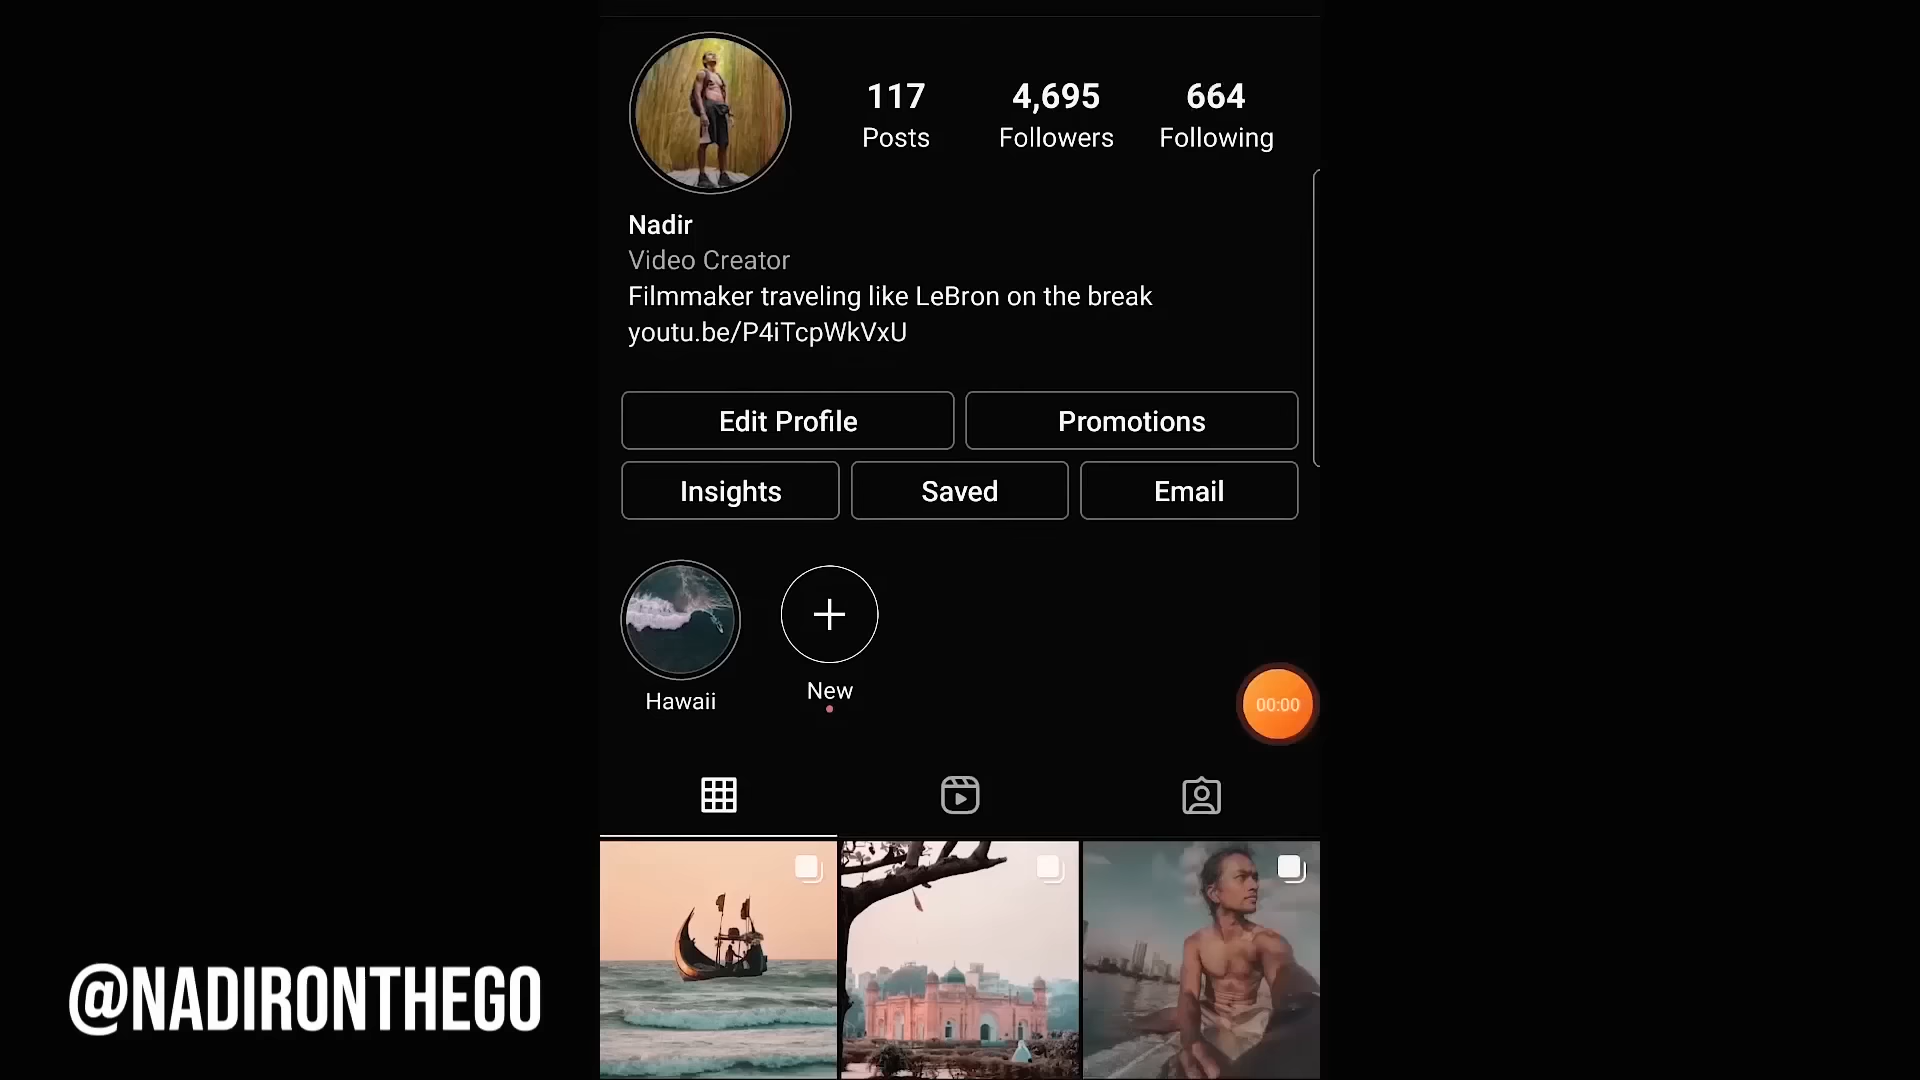 117
Posts
4,695
Followers
664
Following
Nadir
Video Creator
Filmmaker traveling like LeBron on the break
youtu.be/P4iTcpWkVxU
Edit Profile
Promotions
Insights
Saved
Email
Hawaii
New
00:00
@NADIRONTHEGO